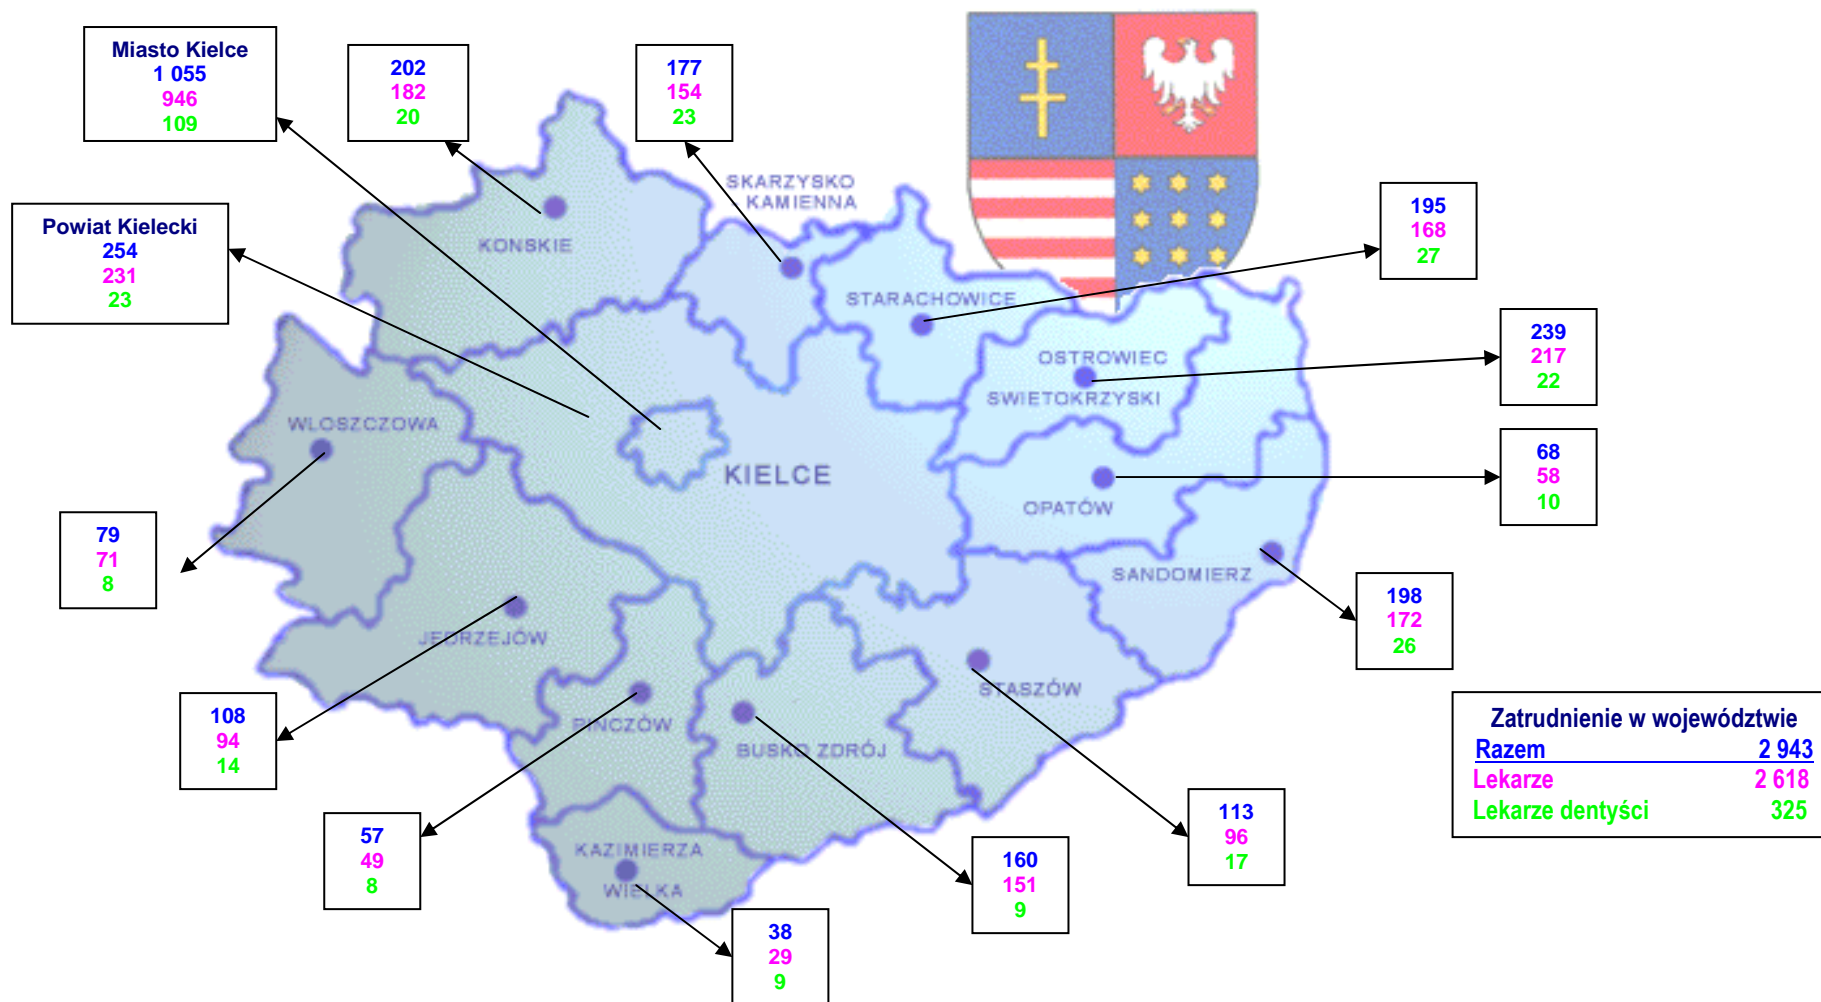 Miasto Kielce
1 055
946
109
202
182
20
177
154
23
SKARZYSKO
- KAMIENNA
195
168
27
Powiat Kielecki
254
231
23
KONSKIE
STARACHOWICE
239
217
22
OSTROWIEC
SWIETOKRZYSKI
WLOSZCZOWA
KIELCE
68
58
10
OPATÓW
79
71
8
SANDOMIERZ
198
172
26
JEDRZEJÓW
STASZÓW
108
94
14
PINCZÓW
BUSKO ZDRÓJ
Zatrudnienie w województwie
Razem 2 943
Lekarze 2 618
Lekarze dentyści 325
113
96
17
57
49
8
KAZIMIERZA
WIELKA
160
151
9
38
29
9